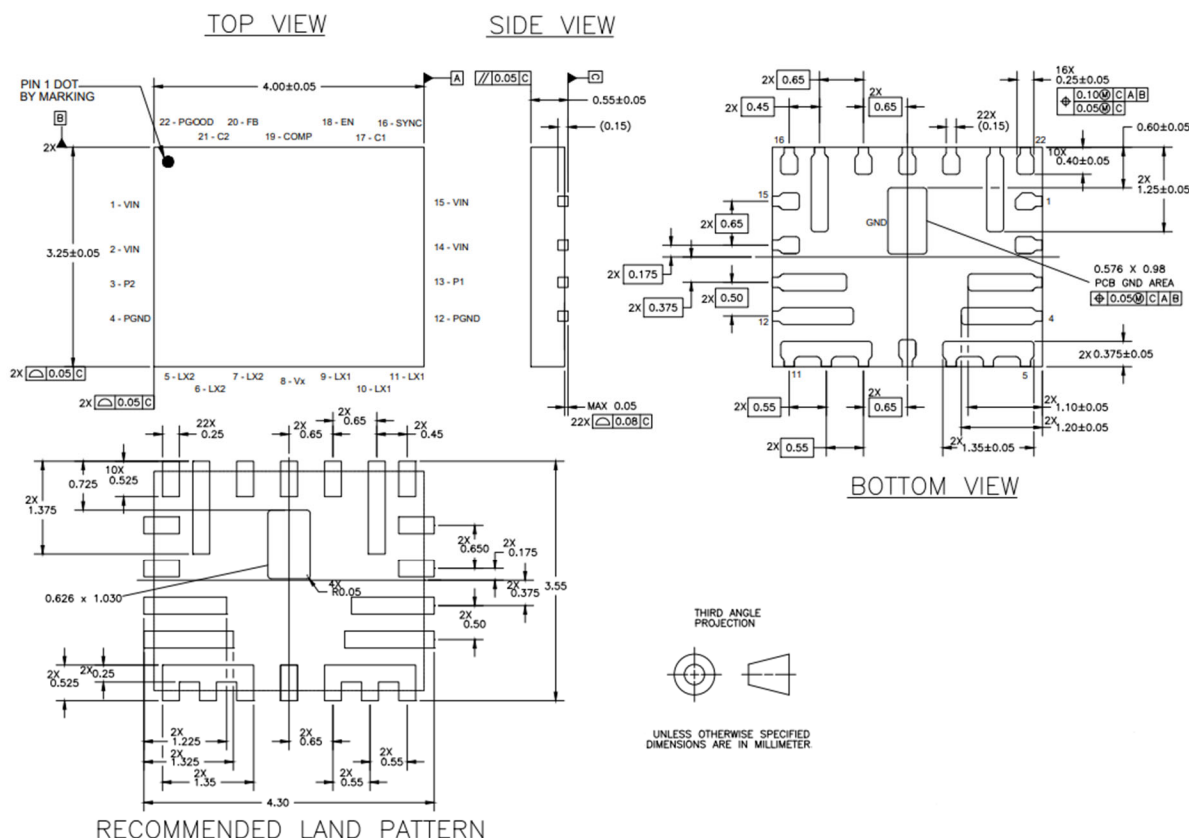 TOP VIEW
SIDE VIEW
PIN 1 DOT
BY MARKING
4.00±0.05
A
B
2X
22 - PGOOD
20 - FB
18 - EN
16 - SYNC
21 - C2
19 - COMP
17 - C1
1 - VIN
2 - VIN
3 - P2
4 - PGND
3.25±0.05
15 - VIN
14 - VIN
13 - P1
12 - PGND
2X ⌓ 0.05 C
2X ⌓ 0.05 C
5 - LX2
7 - LX2
8 - Vx
9 - LX1
11 - LX1
6 - LX2
10 - LX1
// 0.05 C
C
0.55±0.05
(0.15)
MAX 0.05
22X ⌓ 0.08 C
2X 0.65
2X 0.45
2X
0.65
22X
(0.15)
16X
0.25±0.05
⌖ 0.10Ⓜ C A B
0.05Ⓜ C
0.60±0.05
10X
0.40±0.05
2X
1.25±0.05
16
22
15
1
GND
2X 0.65
2X 0.175
2X 0.375
2X 0.50
12
4
0.576 X 0.98
PCB GND AREA
⌖ 0.05Ⓜ C A B
2X 0.375±0.05
11
5
2X 0.55
2X 0.65
2X 0.55
2X
1.10±0.05
2X
1.20±0.05
2X
1.35±0.05
BOTTOM VIEW
22X
0.25
2X
0.65
2X
0.65
2X
0.45
10X
0.525
2X
0.725
2X
1.375
2X
0.650
2X
0.175
2X
0.375
2X
0.50
3.55
0.626 x 1.030
4X
R0.05
2X
0.525
2X
0.25
2X
1.225
2X
1.325
2X
1.35
2X
0.65
2X
0.55
2X
0.55
4.30
RECOMMENDED LAND PATTERN
THIRD ANGLE
PROJECTION
UNLESS OTHERWISE SPECIFIED
DIMENSIONS ARE IN MILLIMETER